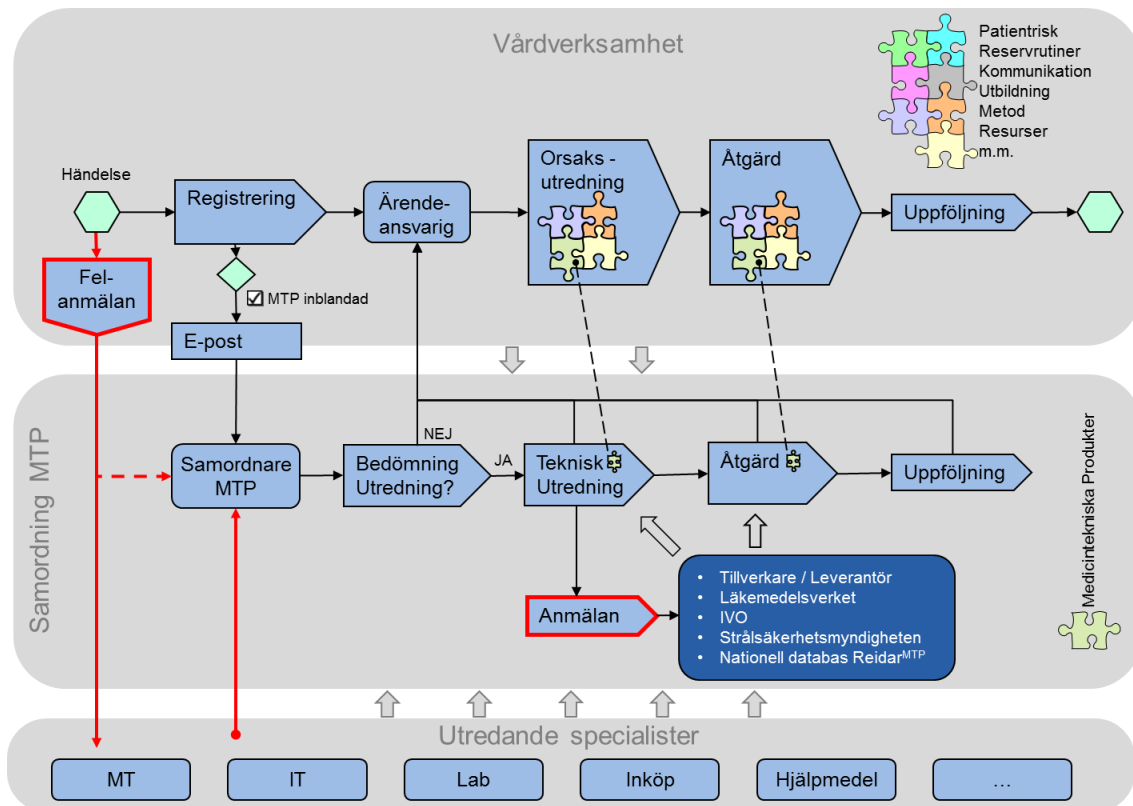 Vårdverksamhet
Patientrisk
Reservrutiner
Kommunikation
Utbildning
Metod
Resurser
m.m.
Händelse
Registrering
Ärende-
ansvarig
Orsaks -
utredning
Åtgärd
Uppföljning
Fel-
anmälan
MTP inblandad
E-post
Samordning MTP
Samordnare
MTP
Bedömning
Utredning?
NEJ
JA
Teknisk
Utredning
Åtgärd
Uppföljning
Medicintekniska Produkter
Anmälan
• Tillverkare / Leverantör
• Läkemedelsverket
• IVO
• Strålsäkerhetsmyndigheten
• Nationell databas Reidar^MTP
Utredande specialister
MT
IT
Lab
Inköp
Hjälpmedel
...